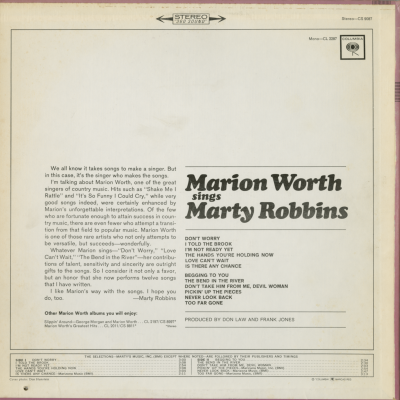 STEREO
360 SOUND
Stereo—CS 8887
Mono—CL 2087
COLUMBIA
We all know it takes songs to make a singer. But
in this case, it's the singer who makes the songs.
I'm talking about Marion Worth, one of the great
singers of country music. Hits such as "Shake Me I
Rattle" and "It's So Funny I Could Cry," while very
good songs indeed, were certainly enhanced by
Marion's unforgettable interpretations. Of the few
who are fortunate enough to attain success in coun-
try music, there are even fewer who attempt a transi-
tion from that field to popular music. Marion Worth
is one of those rare artists who not only attempts to
be versatile, but succeeds—wonderfully.
Whatever Marion sings—"Don't Worry," "Love
Can't Wait," "The Bend in the River"—her contribu-
tions of talent, sensitivity and sincerity are outright
gifts to the songs. So I consider it not only a favor,
but an honor that she now performs twelve songs
that I have written.
I like Marion's way with the songs. I hope you
do, too. —Marty Robbins
Other Marion Worth albums you will enjoy:
Marion Worth
sings
Marty Robbins
DON'T WORRY
I TOLD THE BROOK
I'M NOT READY YET
THE HANDS YOU'RE HOLDING NOW
LOVE CAN'T WAIT
IS THERE ANY CHANCE
BEGGING TO YOU
THE BEND IN THE RIVER
DON'T TAKE HIM FROM ME, DEVIL WOMAN
PICKIN' UP THE PIECES
NEVER LOOK BACK
TOO FAR GONE
PRODUCED BY DON LAW AND FRANK JONES